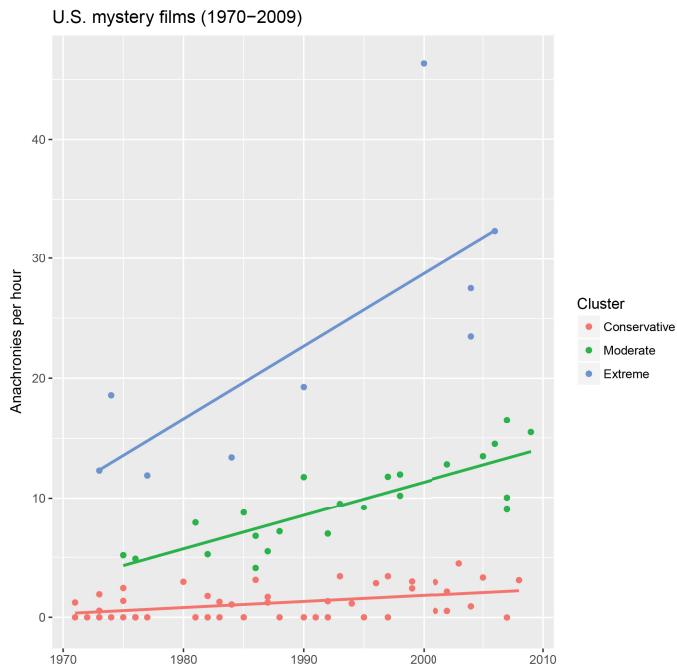 U.S. mystery films (1970−2009)
Anachronies per hour
40
30
20
10
0
1970 1980 1990 2000 2010
Cluster
Conservative
Moderate
Extreme